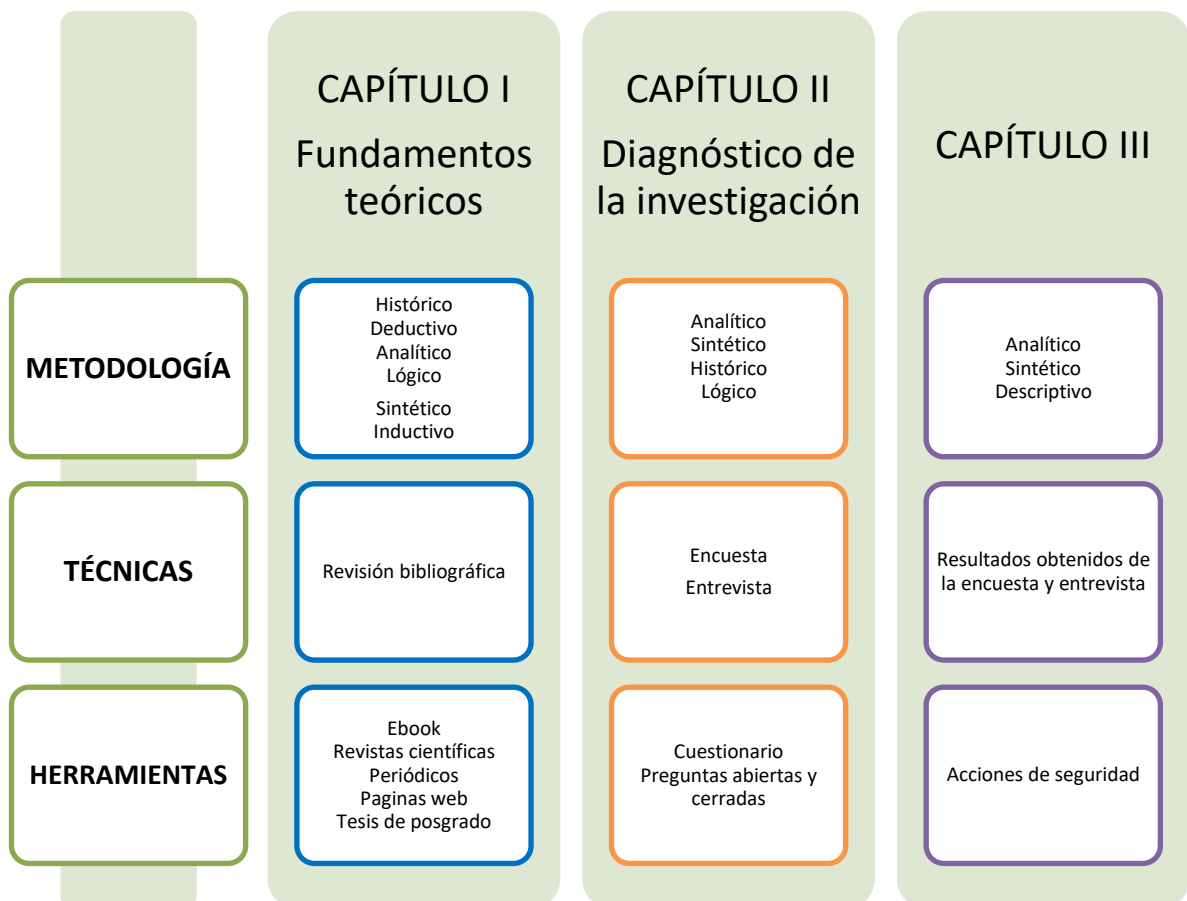 CAPÍTULO I
Fundamentos
teóricos
CAPÍTULO II
Diagnóstico de
la investigación
CAPÍTULO III
METODOLOGÍA
Histórico
Deductivo
Analítico
Lógico
Sintético
Inductivo
Analítico
Sintético
Histórico
Lógico
Analítico
Sintético
Descriptivo
TÉCNICAS
Revisión bibliográfica
Encuesta
Entrevista
Resultados obtenidos de
la encuesta y entrevista
HERRAMIENTAS
Ebook
Revistas científicas
Periódicos
Paginas web
Tesis de posgrado
Cuestionario
Preguntas abiertas y
cerradas
Acciones de seguridad